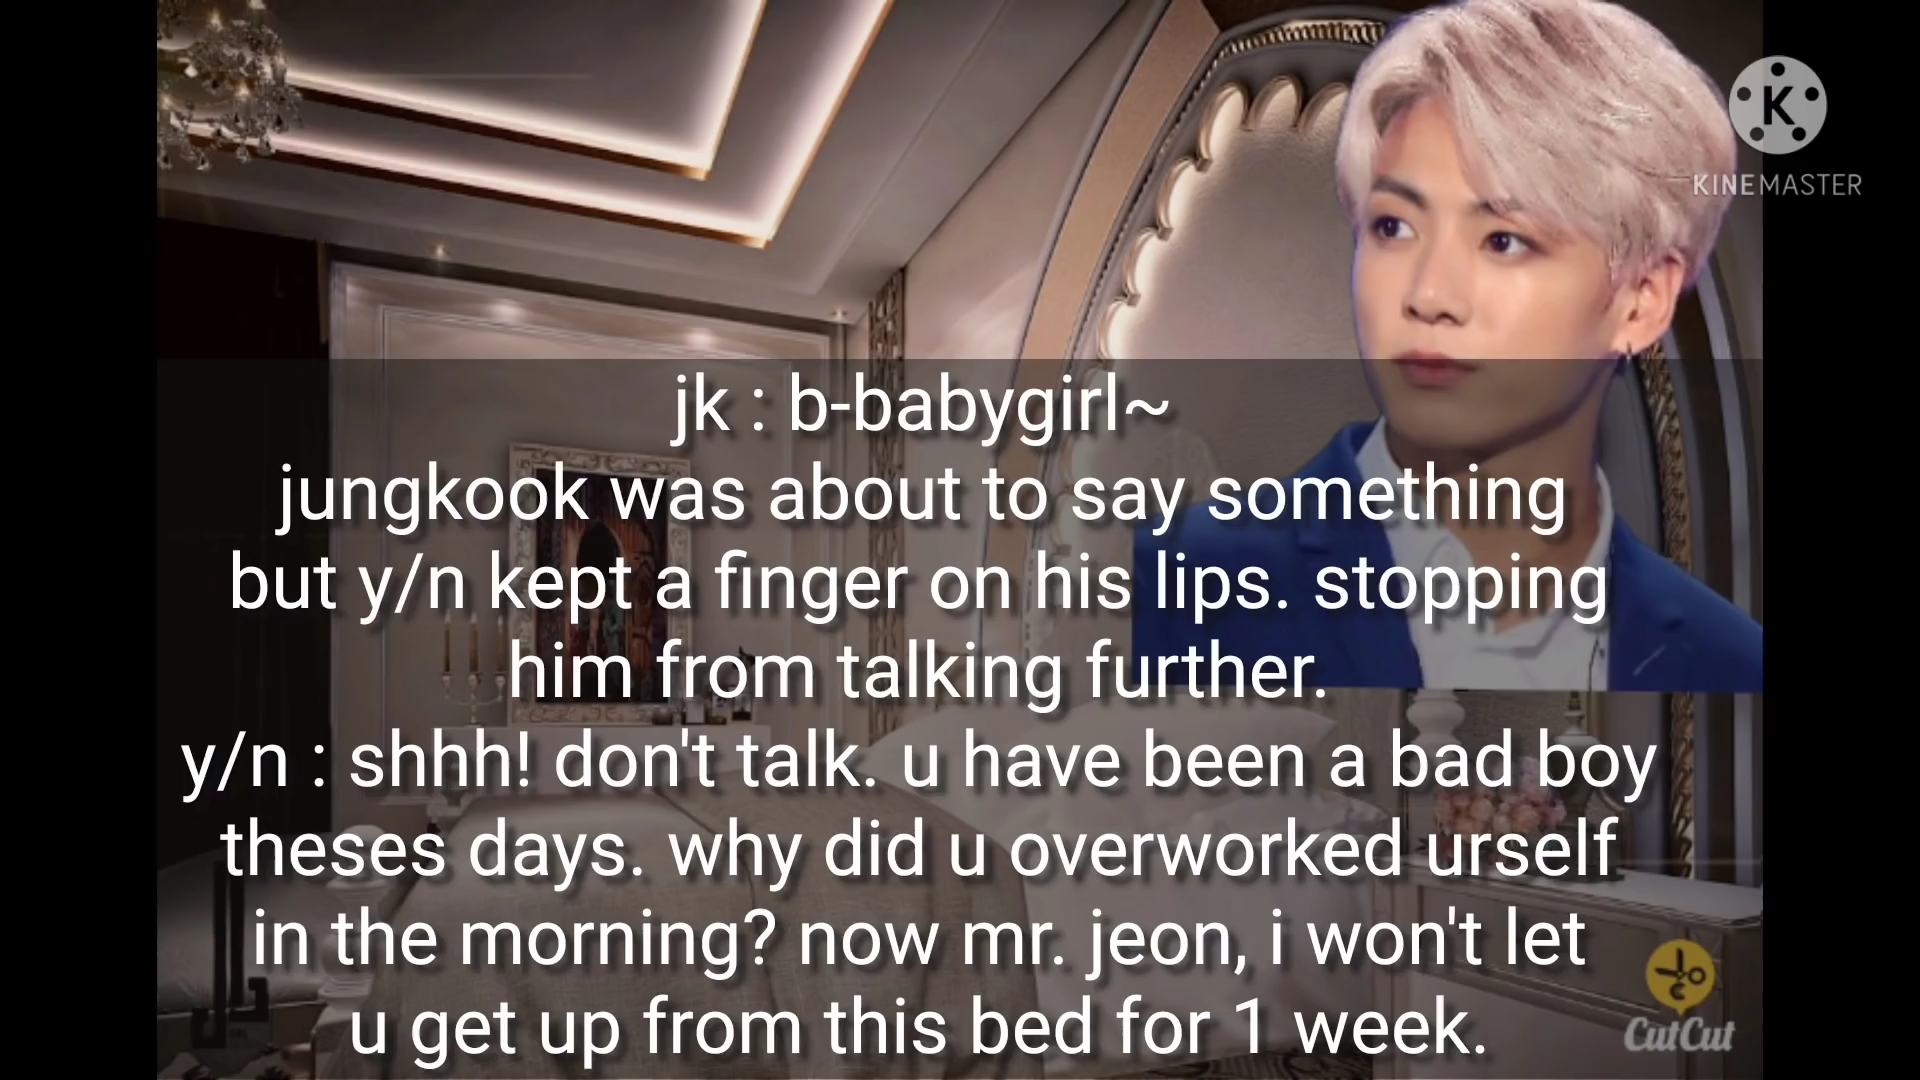 KINEMASTER
jk : b-babygirl~
jungkook was about to say something
but y/n kept a finger on his lips. stopping
him from talking further.
y/n : shhh! don't talk. u have been a bad boy
theses days. why did u overworked urself
in the morning? now mr. jeon, i won't let
u get up from this bed for 1 week.
CutCut